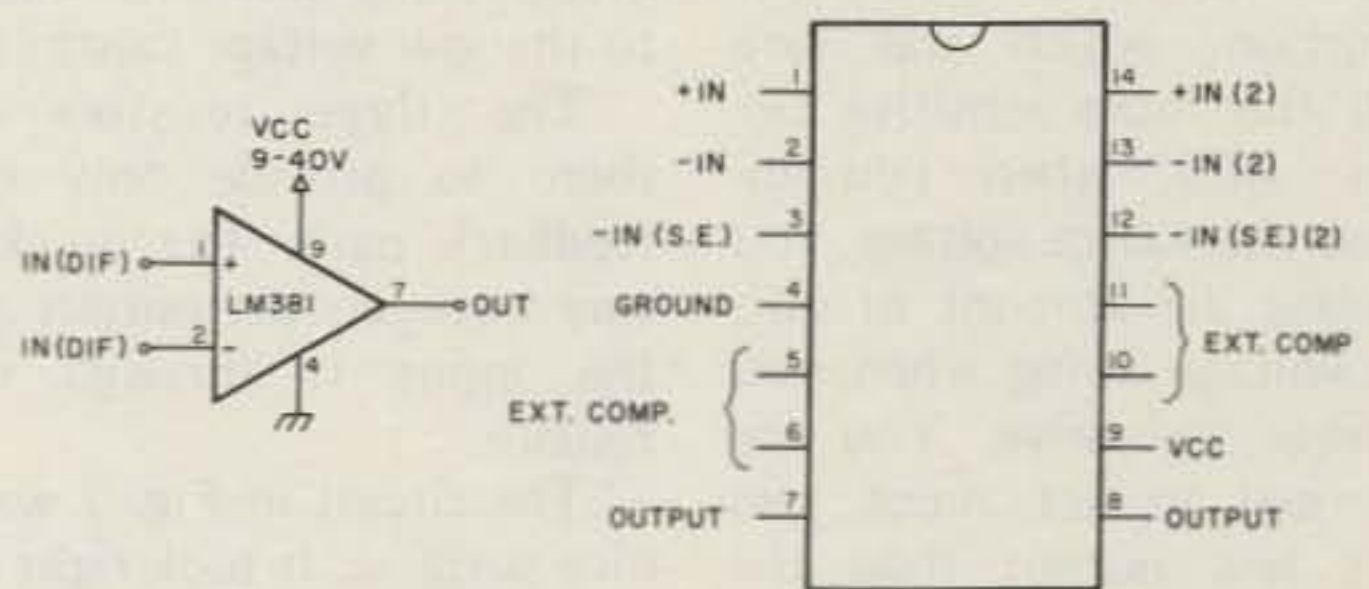 VCC
9-40V
9
IN(DIF) 1 +
LM381
7 OUT
IN(DIF) 2 -
4
+IN 1
-IN 2
-IN (S.E.) 3
GROUND 4
5
EXT. COMP.
6
OUTPUT 7
14 +IN (2)
13 -IN (2)
12 -IN (S.E)(2)
11
EXT. COMP
10
9 VCC
8 OUTPUT